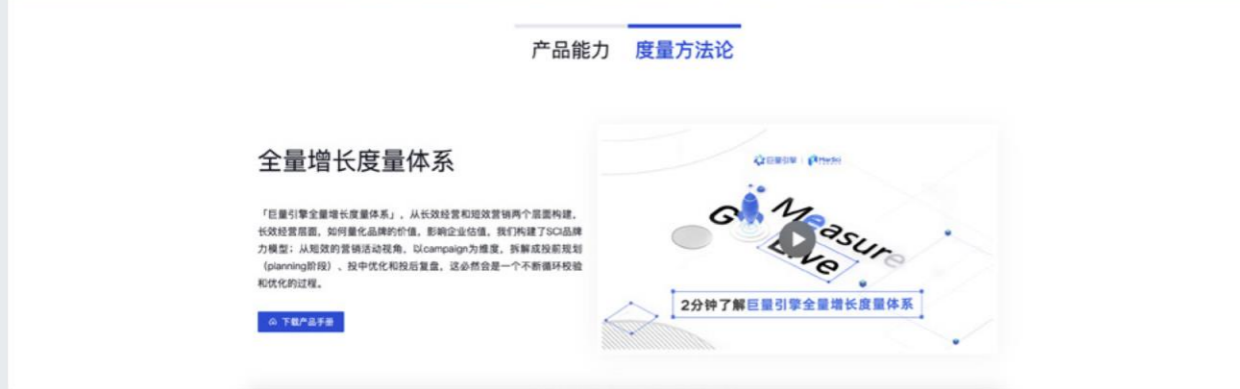 产品能力
度量方法论
全量增长度量体系
「巨量引擎全量增长度量体系」，从长效经营和短效营销两个层面构建，
长效经营层面，如何量化品牌的价值，影响企业估值，我们构建了SCI品牌
力模型；从短效的营销活动视角，以campaign为维度，拆解成投前规划
（planning阶段）、投中优化和投后复盘，这必然会是一个不断循环校验
和优化的过程。
下载产品手册
巨量引擎
Measure
Live
2分钟了解巨量引擎全量增长度量体系